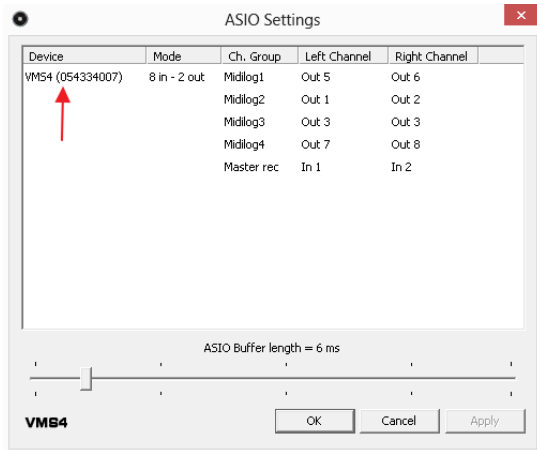 ASIO Settings
Device Mode Ch. Group Left Channel Right Channel
VMS4 (054334007) 8 in - 2 out Midilog1 Out 5 Out 6
Midilog2 Out 1 Out 2
Midilog3 Out 3 Out 3
Midilog4 Out 7 Out 8
Master rec In 1 In 2
ASIO Buffer length = 6 ms
VMS4 OK Cancel Apply